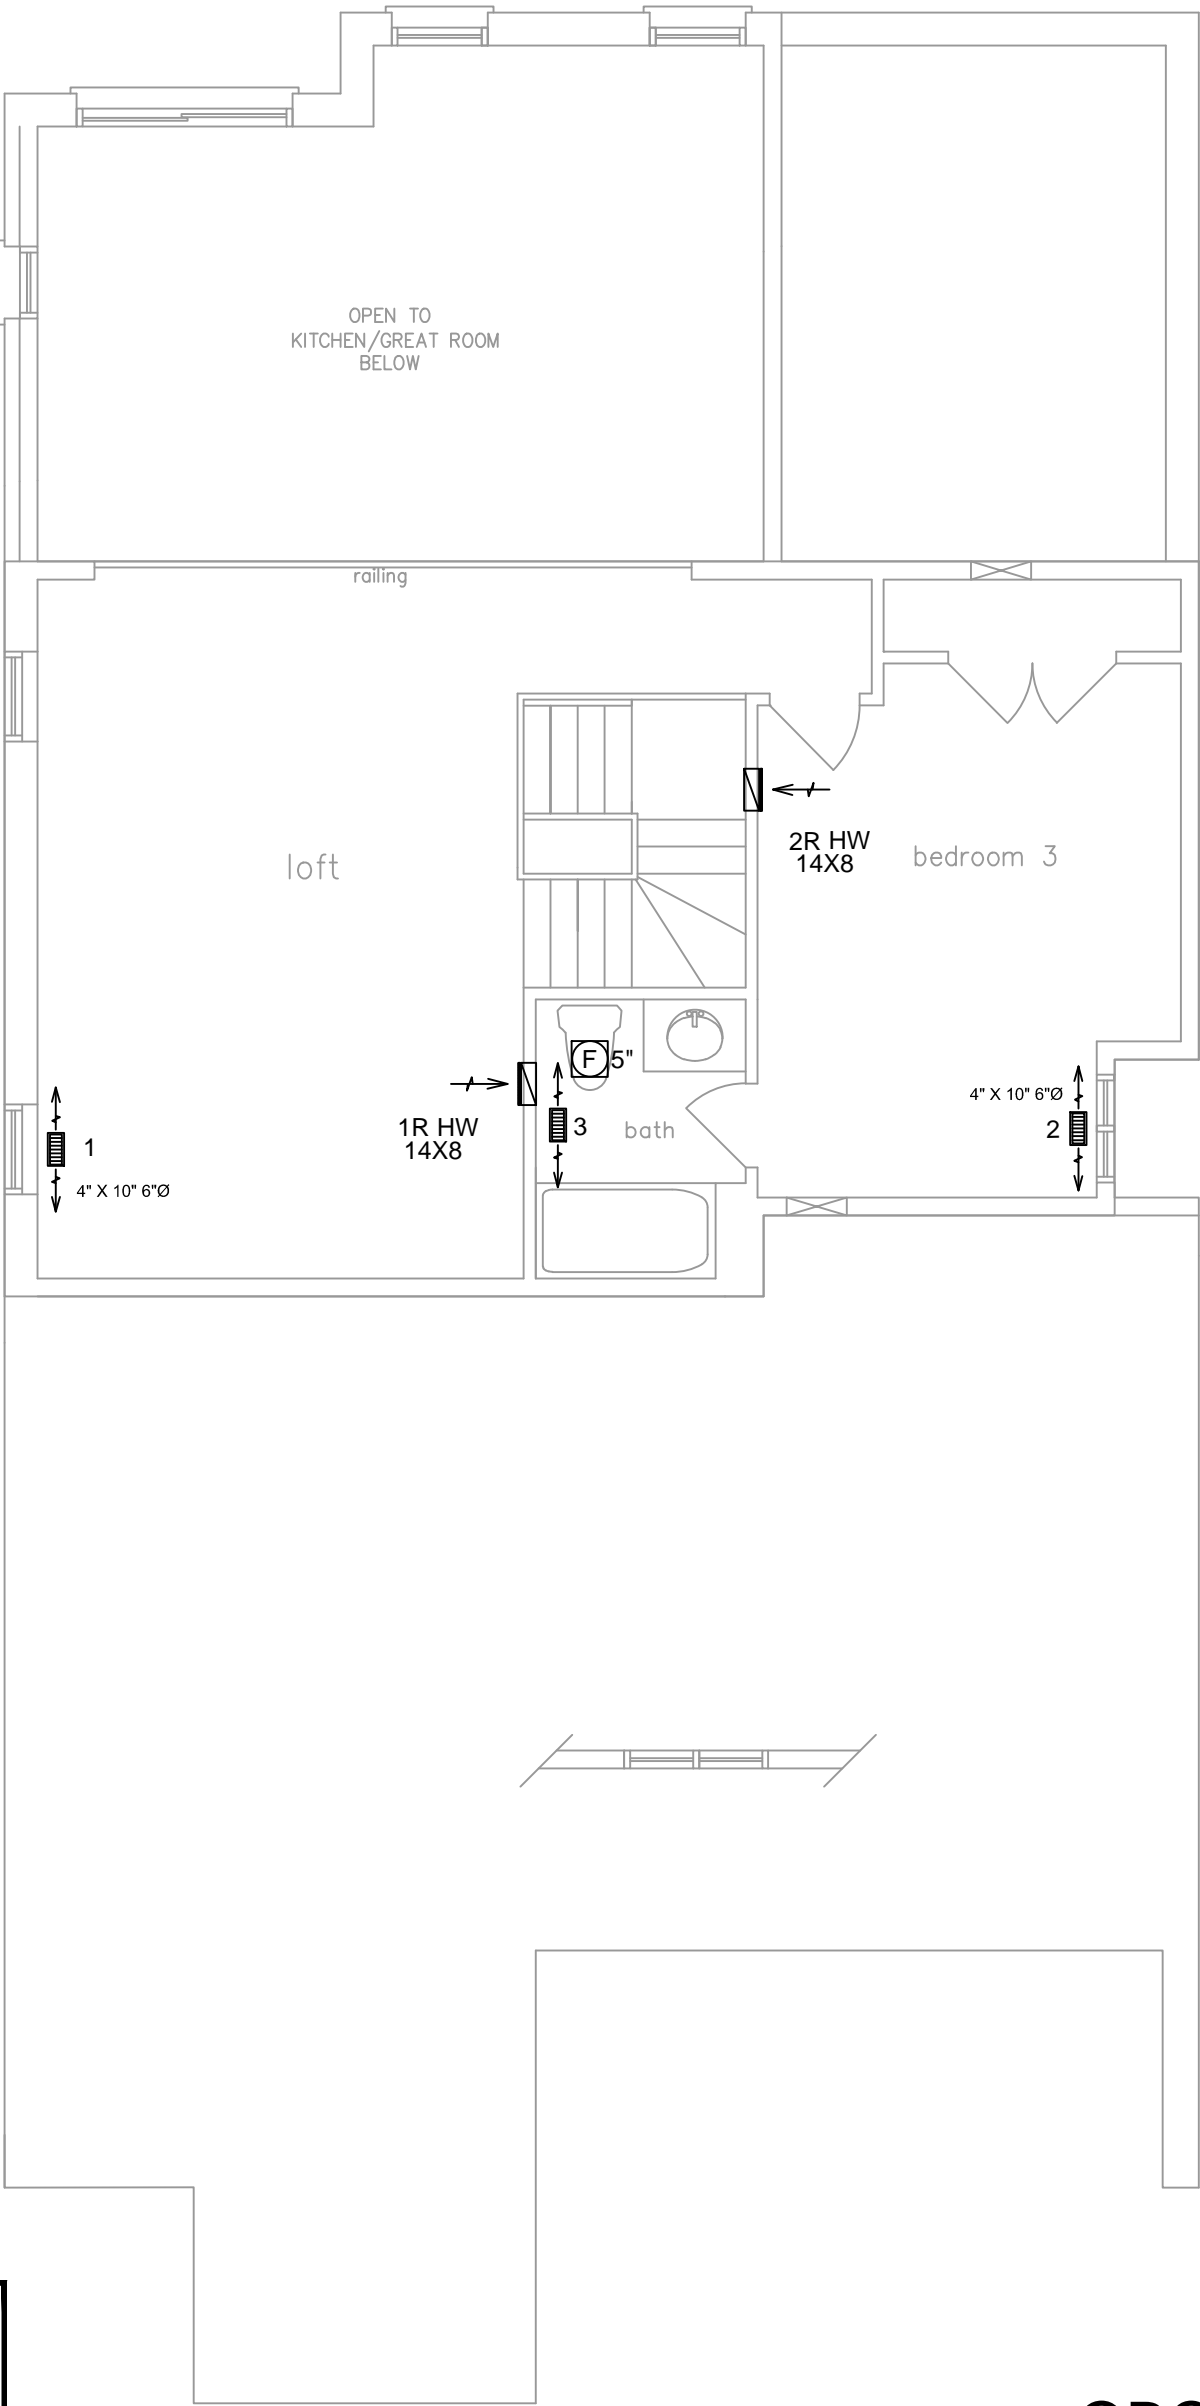 OPEN TO
KITCHEN/GREAT ROOM
BELOW
railing
2R HW
14X8
bedroom 3
loft
F 5"
4" X 10" 6"Ø
2
1R HW
14X8
3
bath
1
4" X 10" 6"Ø